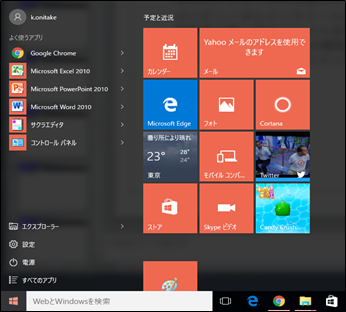 k.onitake
よく使うアプリ
Google Chrome
Microsoft Excel 2010
Microsoft PowerPoint 2010
Microsoft Word 2010
サクラエディタ
コントロール パネル
エクスプローラー
設定
電源
すべてのアプリ
予定と近況
カレンダー
Yahoo メールのアドレスを使用で
きます
メール
Microsoft Edge
フォト
Cortana
曇り所により晴れ
23°
28°
24°
東京
モバイル コンパ...
Twitter
ストア
Skype ビデオ
Candy Crush...
WebとWindowsを検索